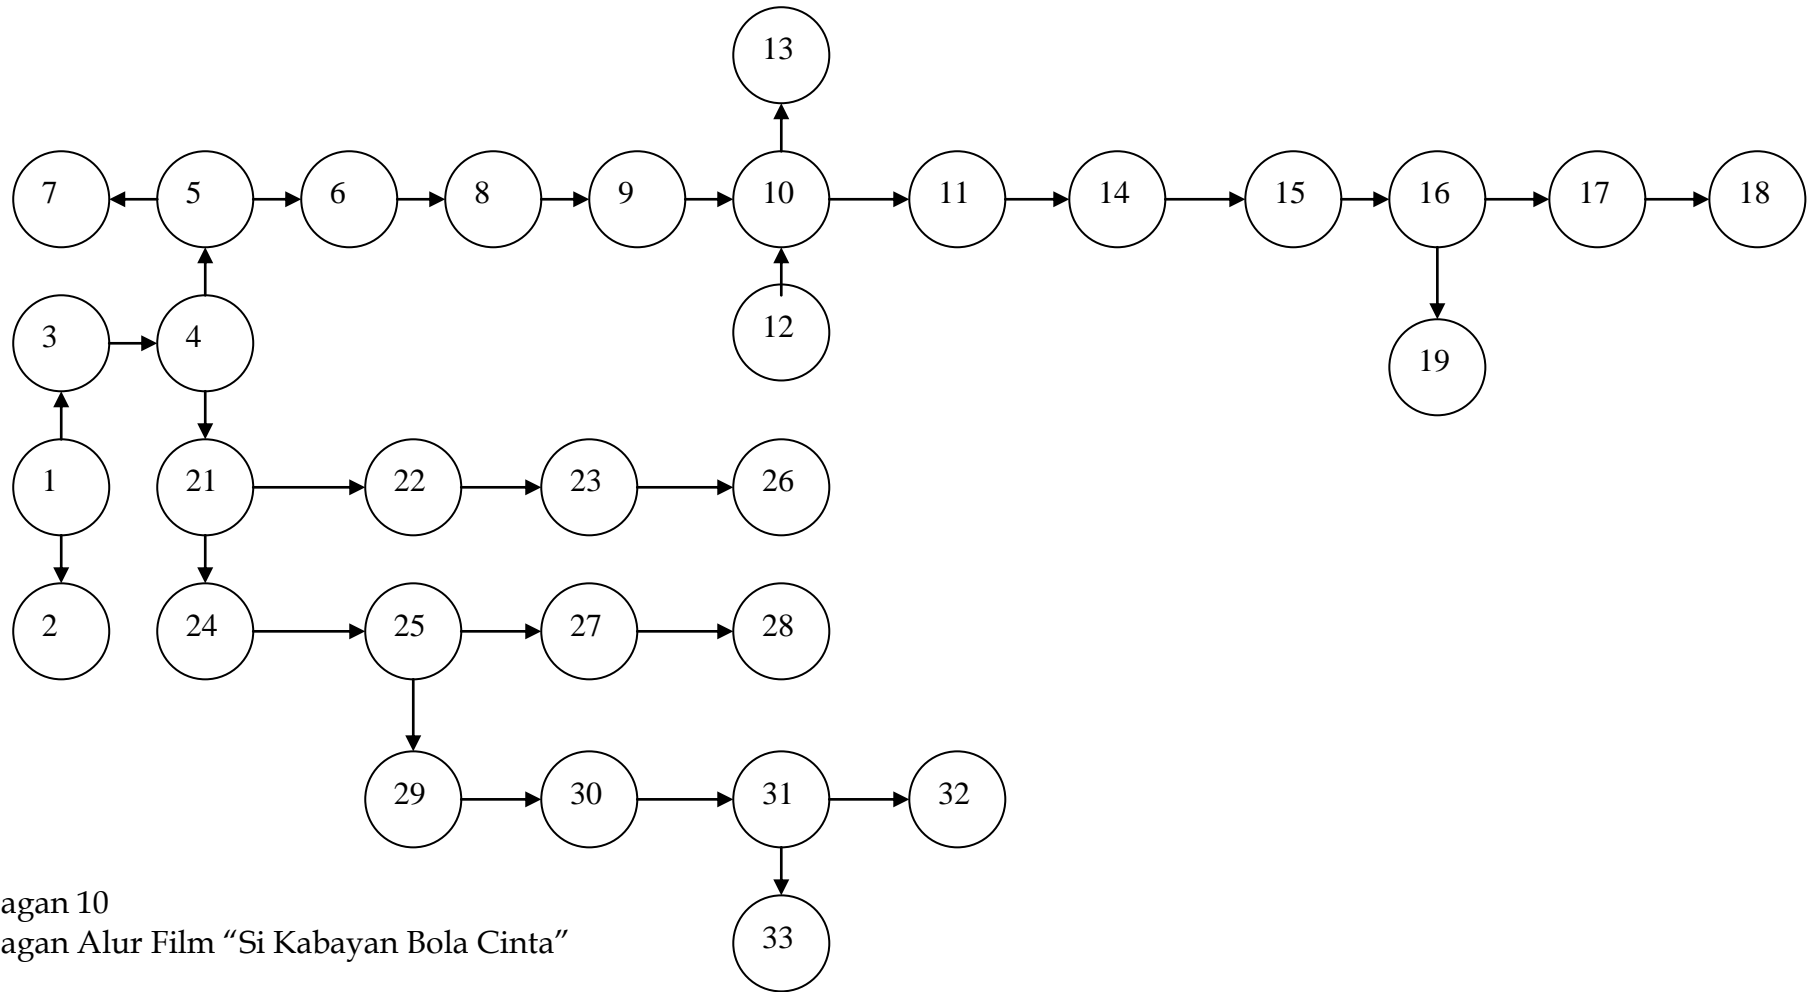 13
7 5 6 8 9 10 11 14 15 16 17 18
3 4 12
19
1 21 22 23 26
2 24 25 27 28
29 30 31 32
agan 10
agan Alur Film “Si Kabayan Bola Cinta”
33